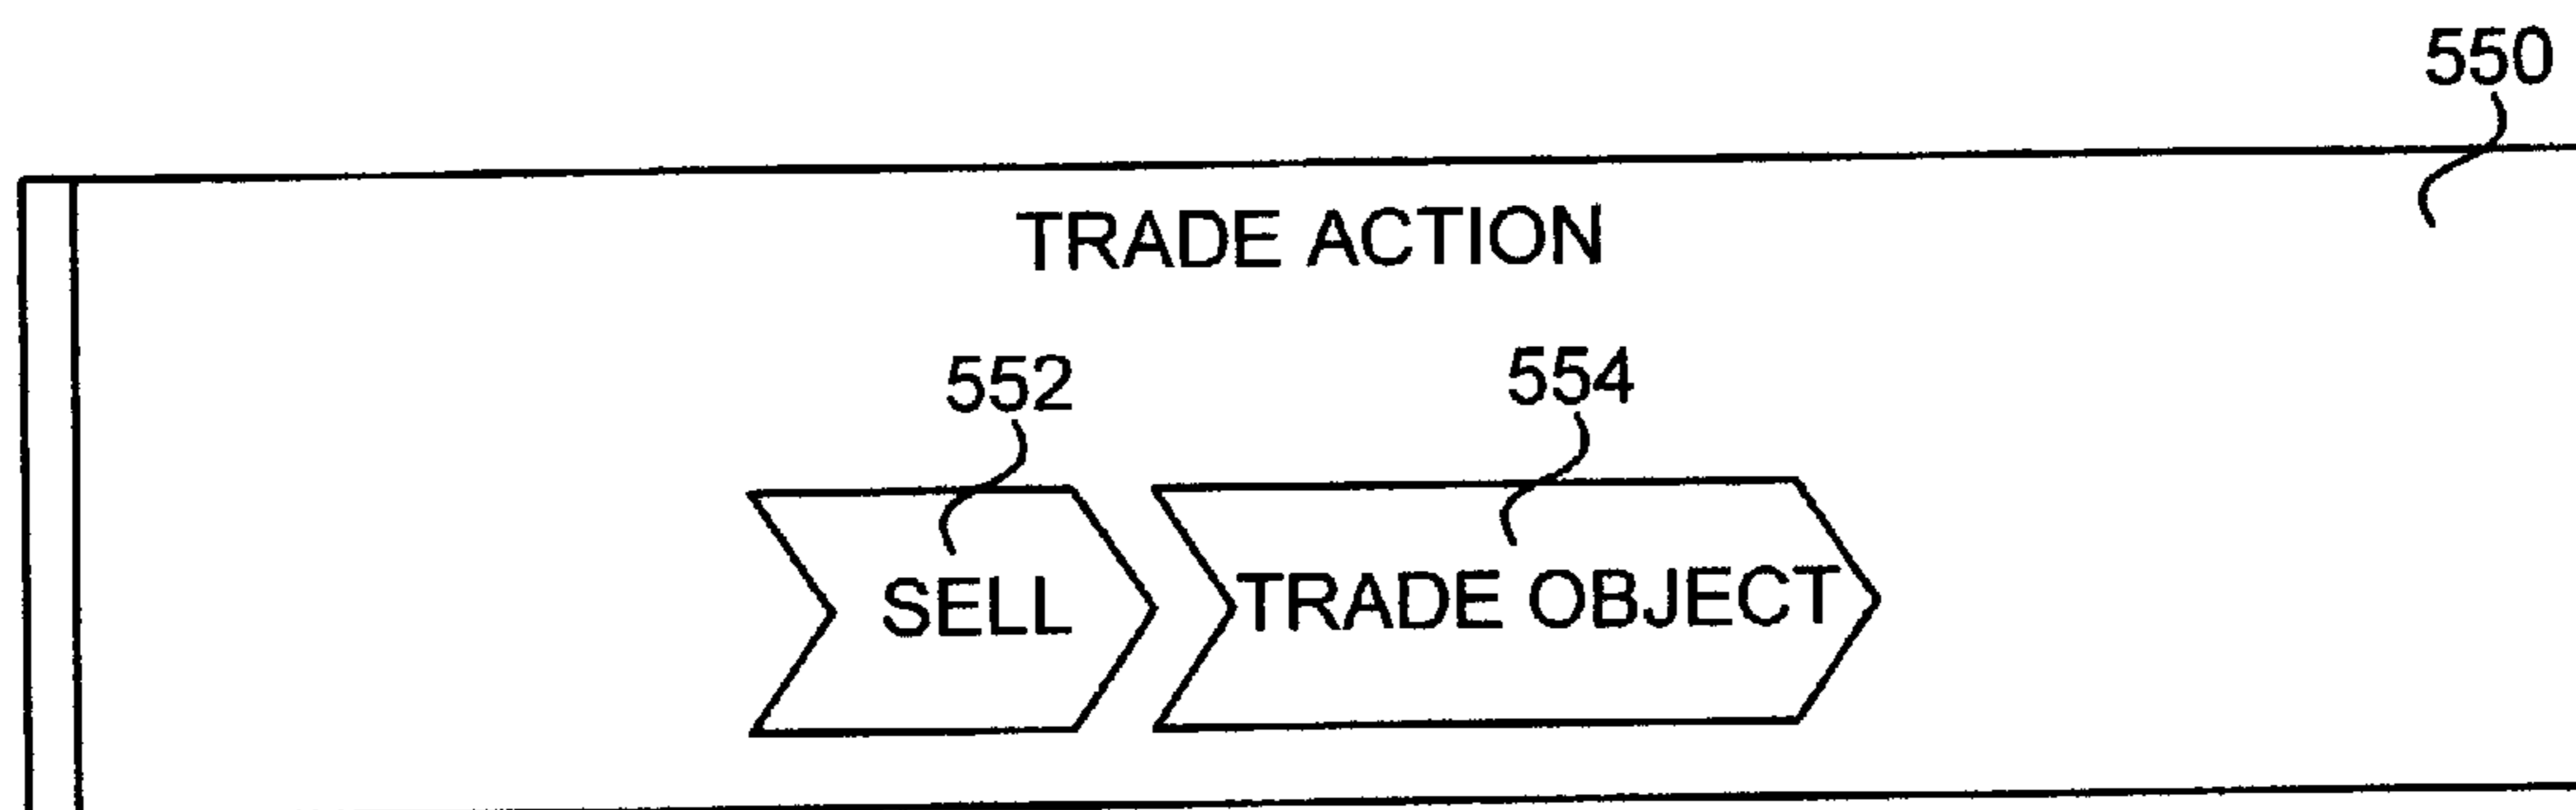 550
TRADE ACTION
552 554
SELL TRADE OBJECT